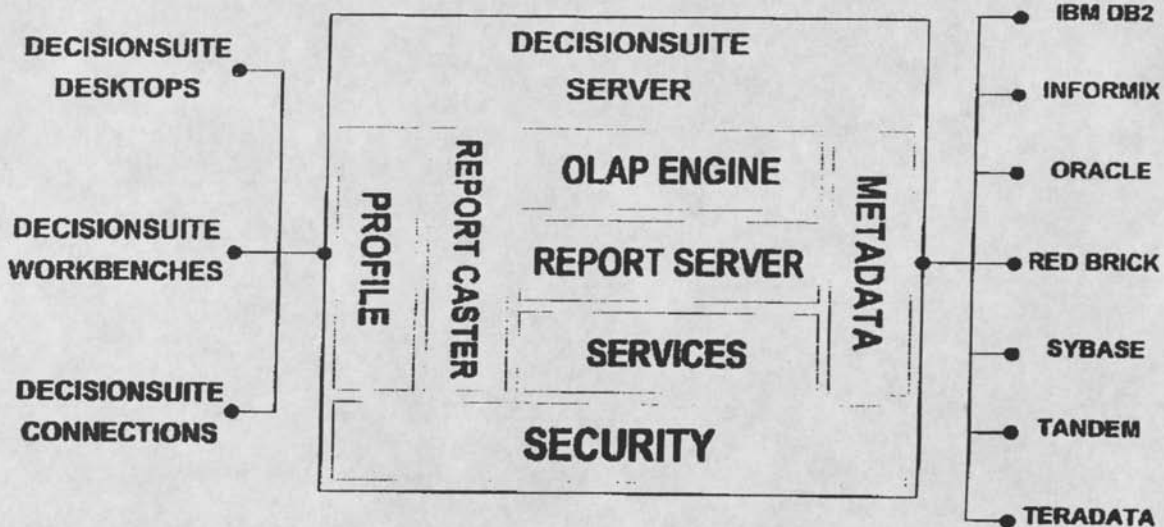 DECISIONSUITE
DESKTOPS
DECISIONSUITE
WORKBENCHES
DECISIONSUITE
CONNECTIONS
DECISIONSUITE
SERVER
PROFILE
REPORT CASTER
OLAP ENGINE
REPORT SERVER
SERVICES
METADATA
SECURITY
IBM DB2
INFORMIX
ORACLE
RED BRICK
SYBASE
TANDEM
TERADATA